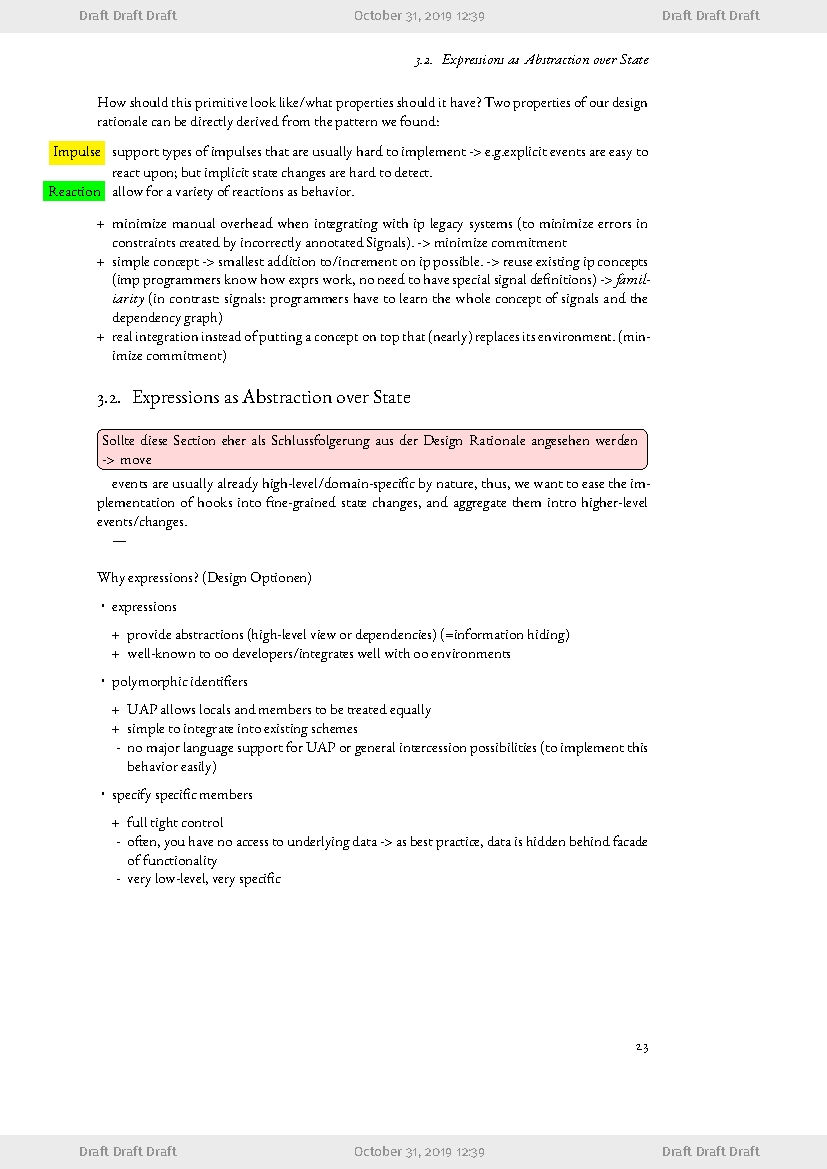 Draft Draft Draft October 31, 2019 12:39 Draft Draft Draft
3.2. Expressions as Abstraction over State
How should this primitive look like/what properties should it have? Two properties of our design
rationale can be directly derived from the pattern we found:
Impulse support types of impulses that are usually hard to implement -> e.g.explicit events are easy to
react upon; but implicit state changes are hard to detect.
Reaction allow for a variety of reactions as behavior.
+ minimize manual overhead when integrating with ip legacy systems (to minimize errors in
constraints created by incorrectly annotated Signals). -> minimize commitment
+ simple concept -> smallest addition to/increment on ip possible. -> reuse existing ip concepts
(imp programmers know how exprs work, no need to have special signal definitions) -> famil-
iarity (in contrast: signals: programmers have to learn the whole concept of signals and the
dependency graph)
+ real integration instead of putting a concept on top that (nearly) replaces its environment. (min-
imize commitment)
3.2. Expressions as Abstraction over State
Sollte diese Section eher als Schlussfolgerung aus der Design Rationale angesehen werden
-> move
events are usually already high-level/domain-specific by nature, thus, we want to ease the im-
plementation of hooks into fine-grained state changes, and aggregate them intro higher-level
events/changes.
—
Why expressions? (Design Optionen)
• expressions
+ provide abstractions (high-level view or dependencies) (=information hiding)
+ well-known to oo developers/integrates well with oo environments
• polymorphic identifiers
+ UAP allows locals and members to be treated equally
+ simple to integrate into existing schemes
- no major language support for UAP or general intercession possibilities (to implement this
behavior easily)
• specify specific members
+ full tight control
- often, you have no access to underlying data -> as best practice, data is hidden behind facade
of functionality
- very low-level, very specific
23
Draft Draft Draft October 31, 2019 12:39 Draft Draft Draft